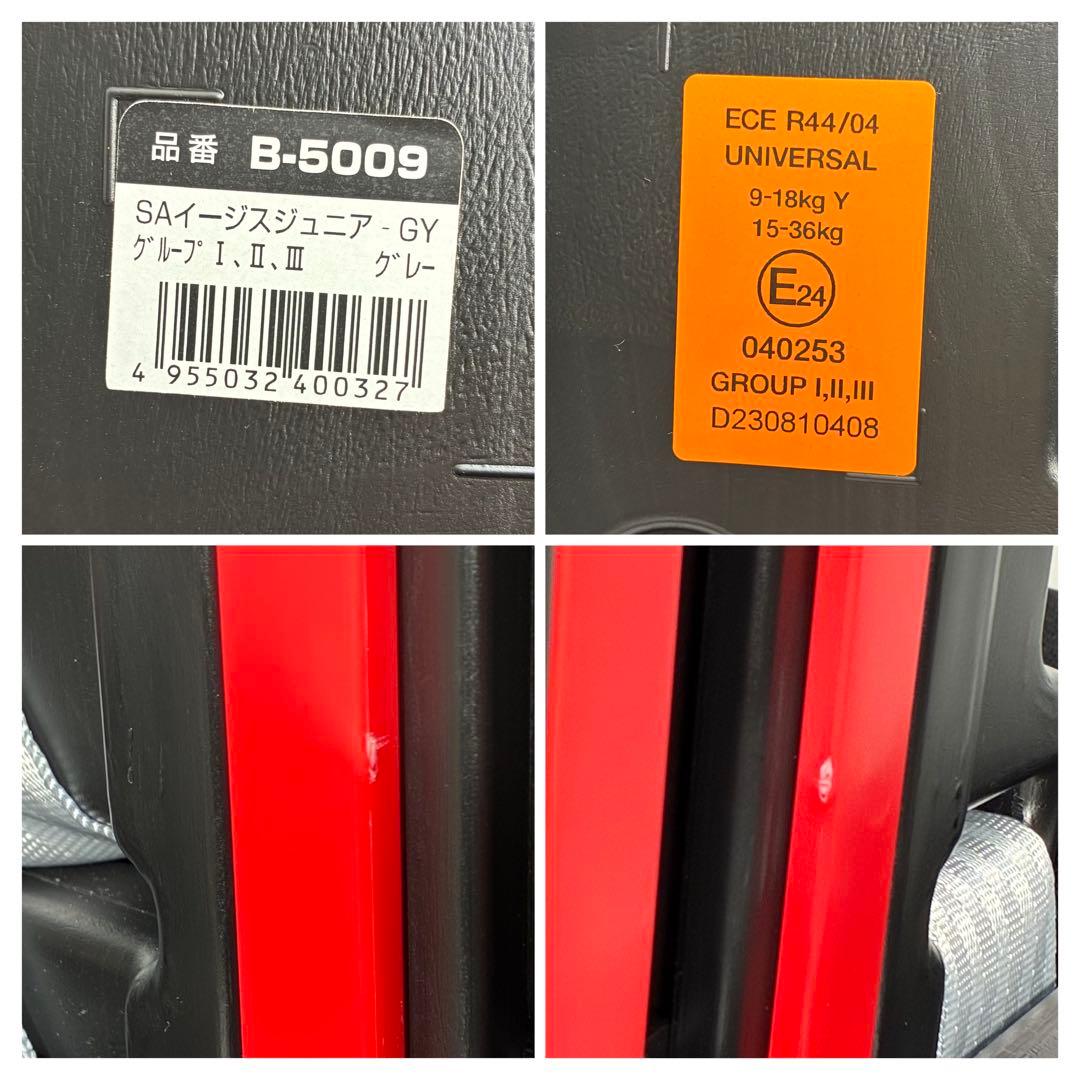 品番 B-5009
SAイージスジュニア - GY
グループ Ⅰ、Ⅱ、Ⅲ グレー
4 955032 400327
ECE R44/04
UNIVERSAL
9-18kg Y
15-36kg
E24
040253
GROUP I,II,III
D230810408